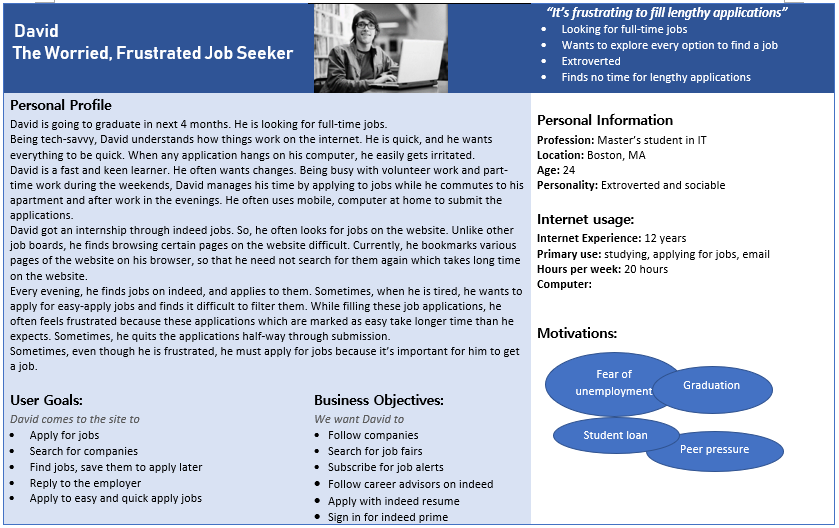 David
The Worried, Frustrated Job Seeker
“It’s frustrating to fill lengthy applications”
• Looking for full-time jobs
• Wants to explore every option to find a job
• Extroverted
• Finds no time for lengthy applications
Personal Profile
David is going to graduate in next 4 months. He is looking for full-time jobs.
Being tech-savvy, David understands how things work on the internet. He is quick, and he wants
everything to be quick. When any application hangs on his computer, he easily gets irritated.
David is a fast and keen learner. He often wants changes. Being busy with volunteer work and part-
time work during the weekends, David manages his time by applying to jobs while he commutes to his
apartment and after work in the evenings. He often uses mobile, computer at home to submit the
applications.
David got an internship through indeed jobs. So, he often looks for jobs on the website. Unlike other
job boards, he finds browsing certain pages on the website difficult. Currently, he bookmarks various
pages of the website on his browser, so that he need not search for them again which takes long time
on the website.
Every evening, he finds jobs on indeed, and applies to them. Sometimes, when he is tired, he wants to
apply for easy-apply jobs and finds it difficult to filter them. While filling these job applications, he
often feels frustrated because these applications which are marked as easy take longer time than he
expects. Sometimes, he quits the applications half-way through submission.
Sometimes, even though he is frustrated, he must apply for jobs because it’s important for him to get
a job.
User Goals:
David comes to the site to
• Apply for jobs
• Search for companies
• Find jobs, save them to apply later
• Reply to the employer
• Apply to easy and quick apply jobs
Business Objectives:
We want David to
• Follow companies
• Search for job fairs
• Subscribe for job alerts
• Follow career advisors on indeed
• Apply with indeed resume
• Sign in for indeed prime
Personal Information
Profession: Master’s student in IT
Location: Boston, MA
Age: 24
Personality: Extroverted and sociable
Internet usage:
Internet Experience: 12 years
Primary use: studying, applying for jobs, email
Hours per week: 20 hours
Computer:
Motivations:
Fear of
unemployment
Graduation
Student loan
Peer pressure